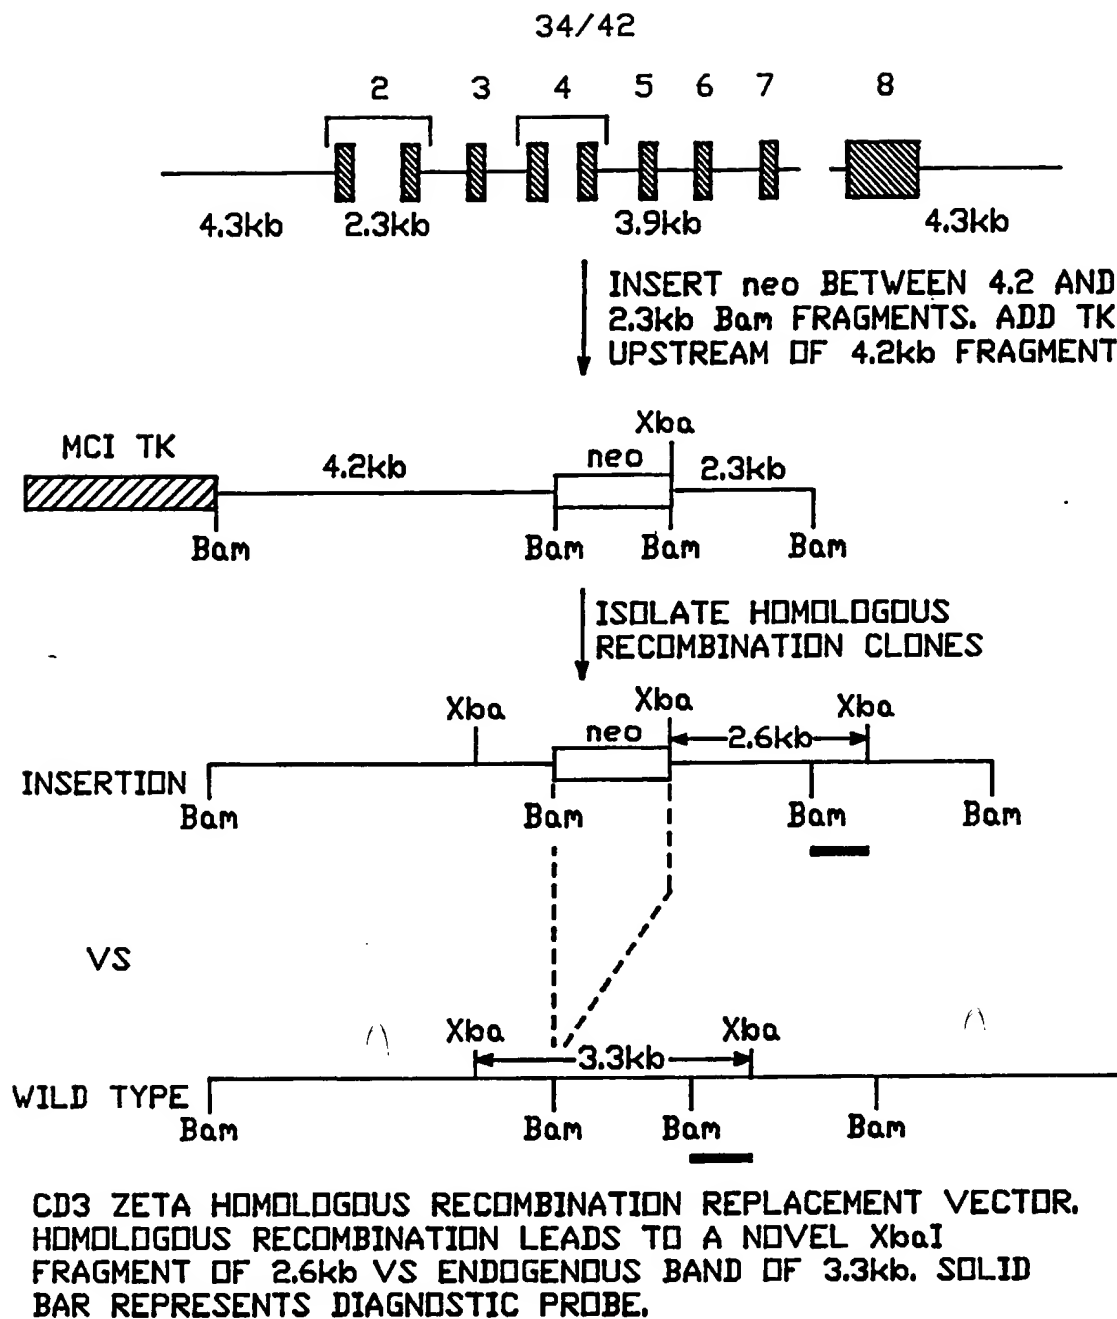 34/42
2 3 4 5 6 7 8
4.3kb 2.3kb 3.9kb 4.3kb
INSERT neo BETWEEN 4.2 AND
2.3kb Bam FRAGMENTS. ADD TK
UPSTREAM OF 4.2kb FRAGMENT
Xba
MCI TK 4.2kb neo 2.3kb
Bam Bam Bam Bam
ISOLATE HOMOLOGOUS
RECOMBINATION CLONES
Xba Xba Xba
neo 2.6kb
INSERTION
Bam Bam Bam Bam
VS
Xba Xba
3.3kb
WILD TYPE
Bam Bam Bam Bam
CD3 ZETA HOMOLOGOUS RECOMBINATION REPLACEMENT VECTOR.
HOMOLOGOUS RECOMBINATION LEADS TO A NOVEL XbaI
FRAGMENT OF 2.6kb VS ENDOGENOUS BAND OF 3.3kb. SOLID
BAR REPRESENTS DIAGNOSTIC PROBE.